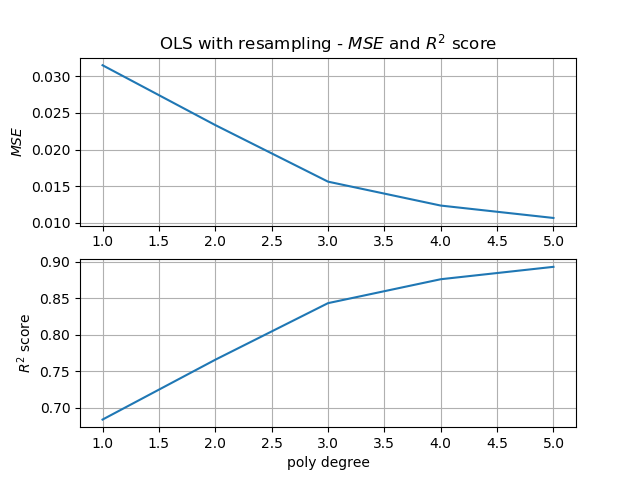 OLS with resampling - MSE and R² score
0.030
0.025
0.020
0.015
0.010
MSE
1.0 1.5 2.0 2.5 3.0 3.5 4.0 4.5 5.0
0.90
0.85
0.80
0.75
0.70
R² score
1.0 1.5 2.0 2.5 3.0 3.5 4.0 4.5 5.0
poly degree